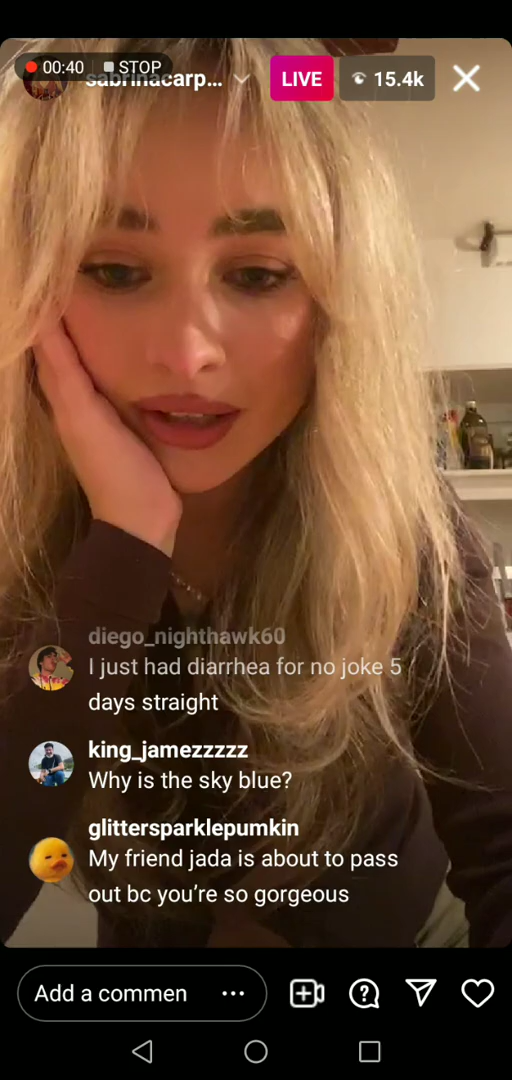 00:40 STOP
sabrinacarp... LIVE 15.4k
diego_nighthawk60
I just had diarrhea for no joke 5
days straight
king_jamezzzzz
Why is the sky blue?
glittersparklepumkin
My friend jada is about to pass
out bc you're so gorgeous
Add a commen